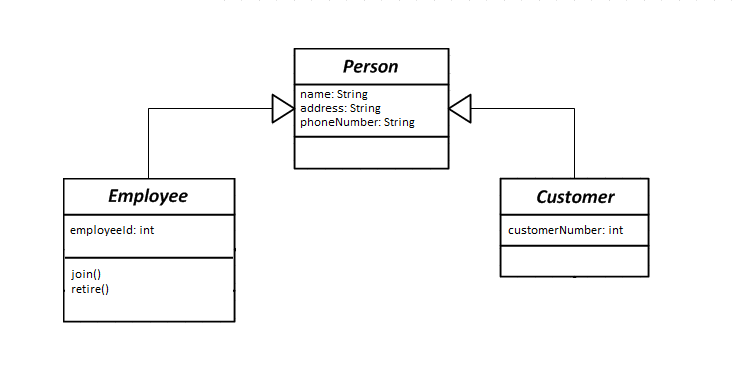 Person
name: String
address: String
phoneNumber: String
Employee
employeeId: int
join()
retire()
Customer
customerNumber: int